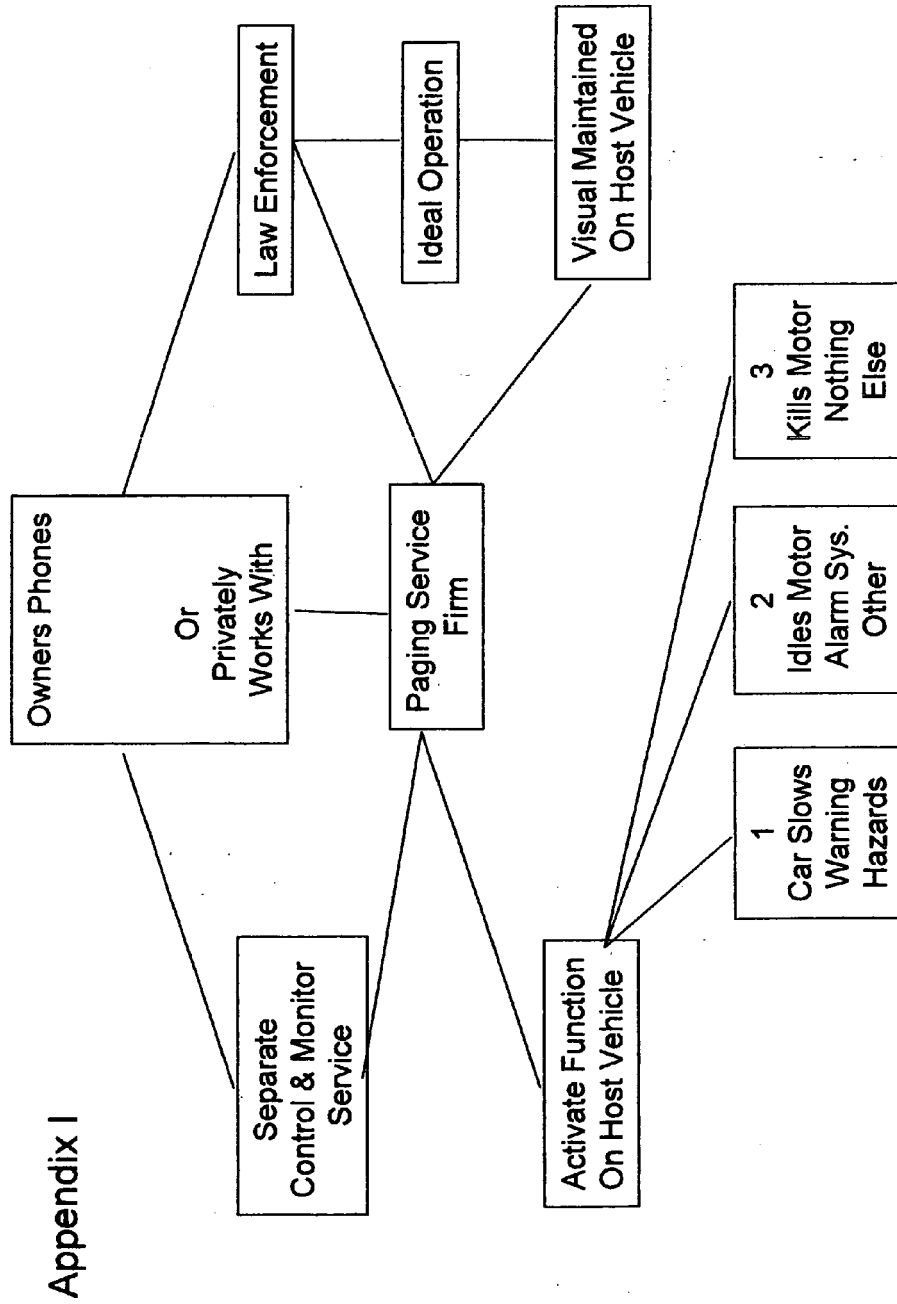 Appendix I
Owners Phones
Or
Privately
Works With
Separate
Control & Monitor
Service
Paging Service
Firm
Law Enforcement
Ideal Operation
Visual Maintained
On Host Vehicle
Activate Function
On Host Vehicle
1
Car Slows
Warning
Hazards
2
Idles Motor
Alarm Sys.
Other
3
Kills Motor
Nothing
Else